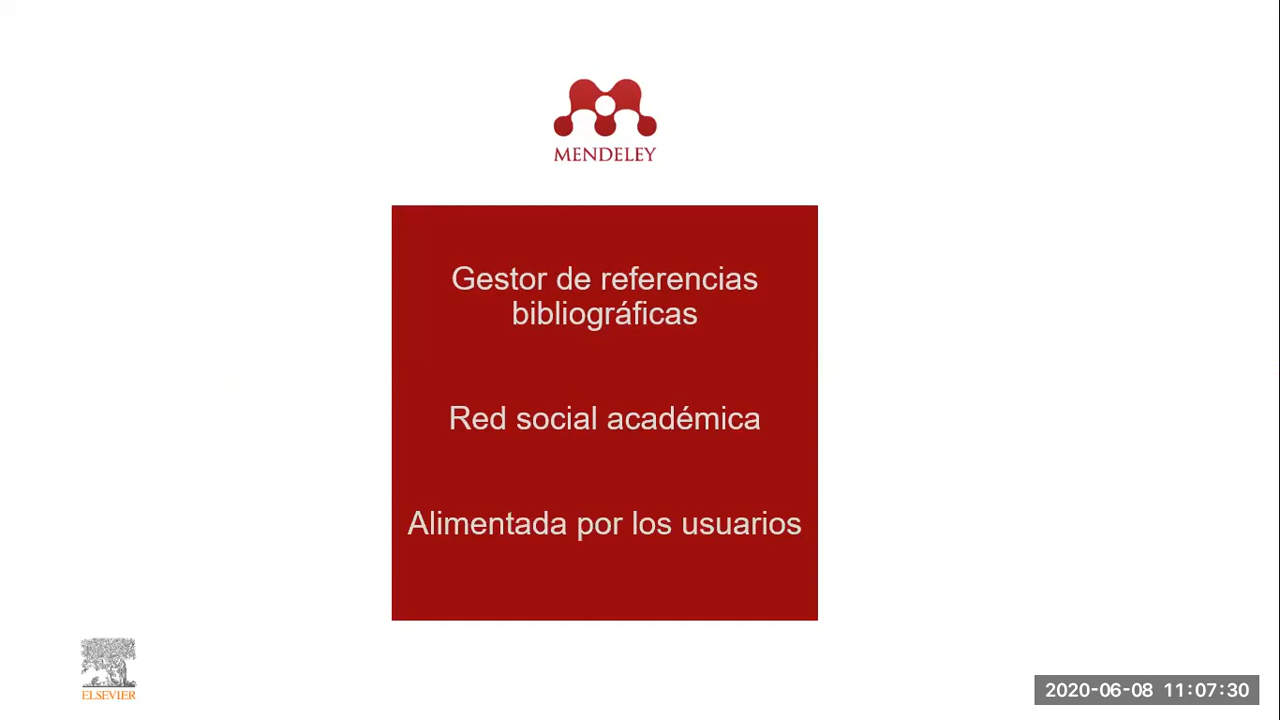 MENDELEY
Gestor de referencias
bibliográficas
Red social académica
Alimentada por los usuarios
ELSEVIER
2020-06-08 11:07:30